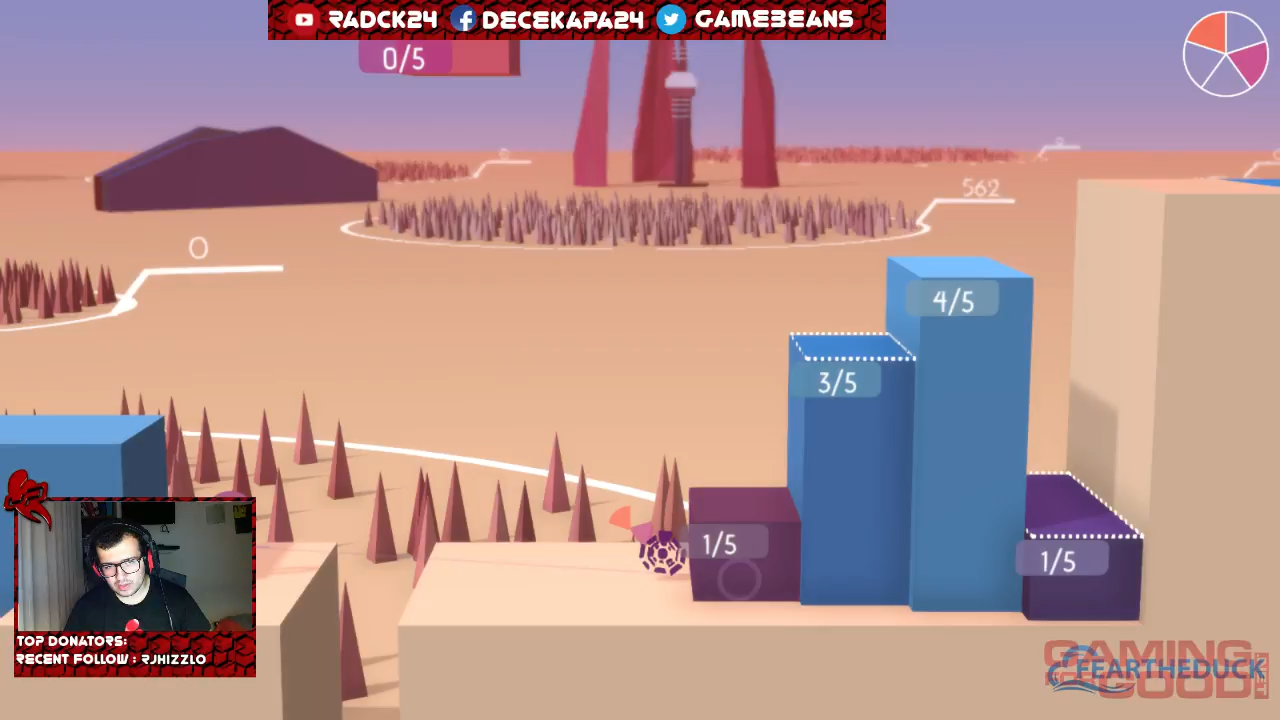 RADCK24 DECEKAPA24 GAMEBEANS
0/5
562
0
4/5
3/5
1/5
1/5
TOP DONATORS:
RECENT FOLLOW : RJHIZZLO
GAMING
FEARTHEDUCK
GOOD